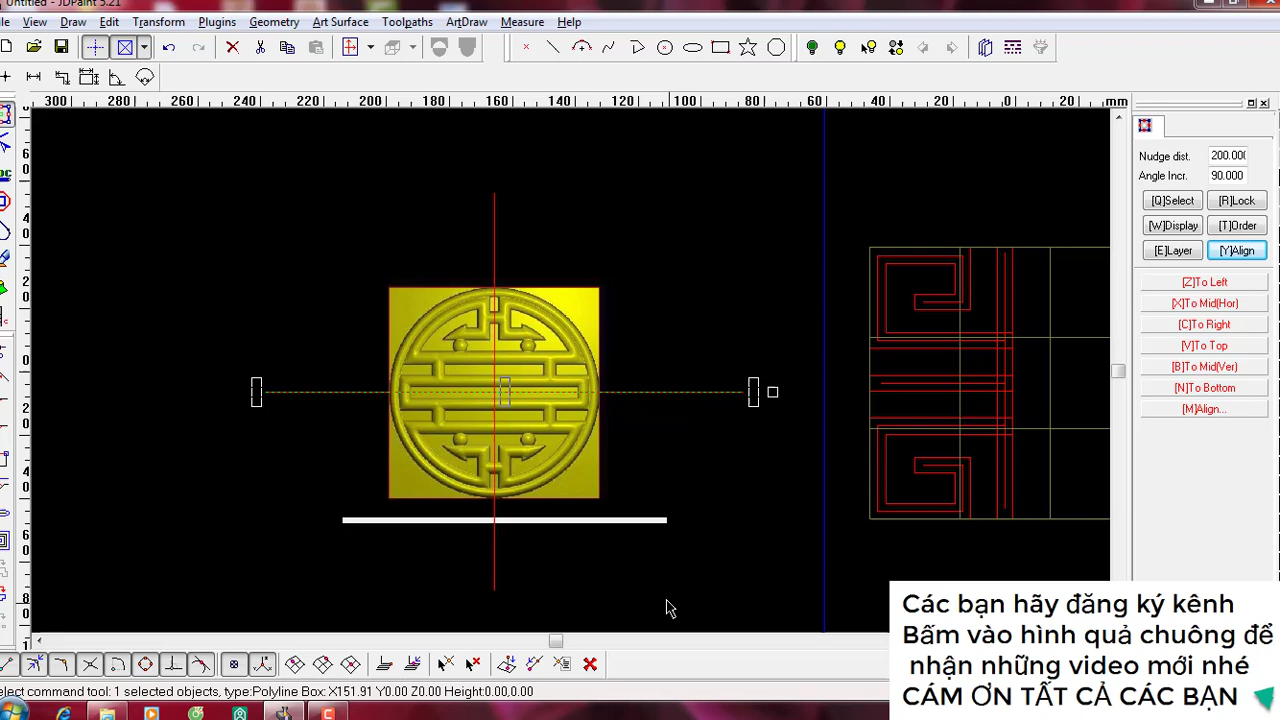 Untitled - JDPaint 5.21
View Draw Edit Transform Plugins Geometry Art Surface Toolpaths ArtDraw Measure Help
300 280 260 240 220 200 180 160 140 120 100 80 60 40 20 0 20 mm
Nudge dist. 200.000
Angle Incr. 90.000
[Q]Select [R]Lock
[W]Display [T]Order
[E]Layer [Y]Align
[Z]To Left
[X]To Mid(Hor)
[C]To Right
[V]To Top
[B]To Mid(Ver)
[N]To Bottom
[M]Align...
Các bạn hãy đăng ký kênh
Bấm vào hình quả chuông để
nhận những video mới nhé
CÁM ƠN TẤT CẢ CÁC BẠN
elect command tool: 1 selected objects, type:Polyline Box: X151.91 Y0.00 Z0.00 Height:0.00,0.00